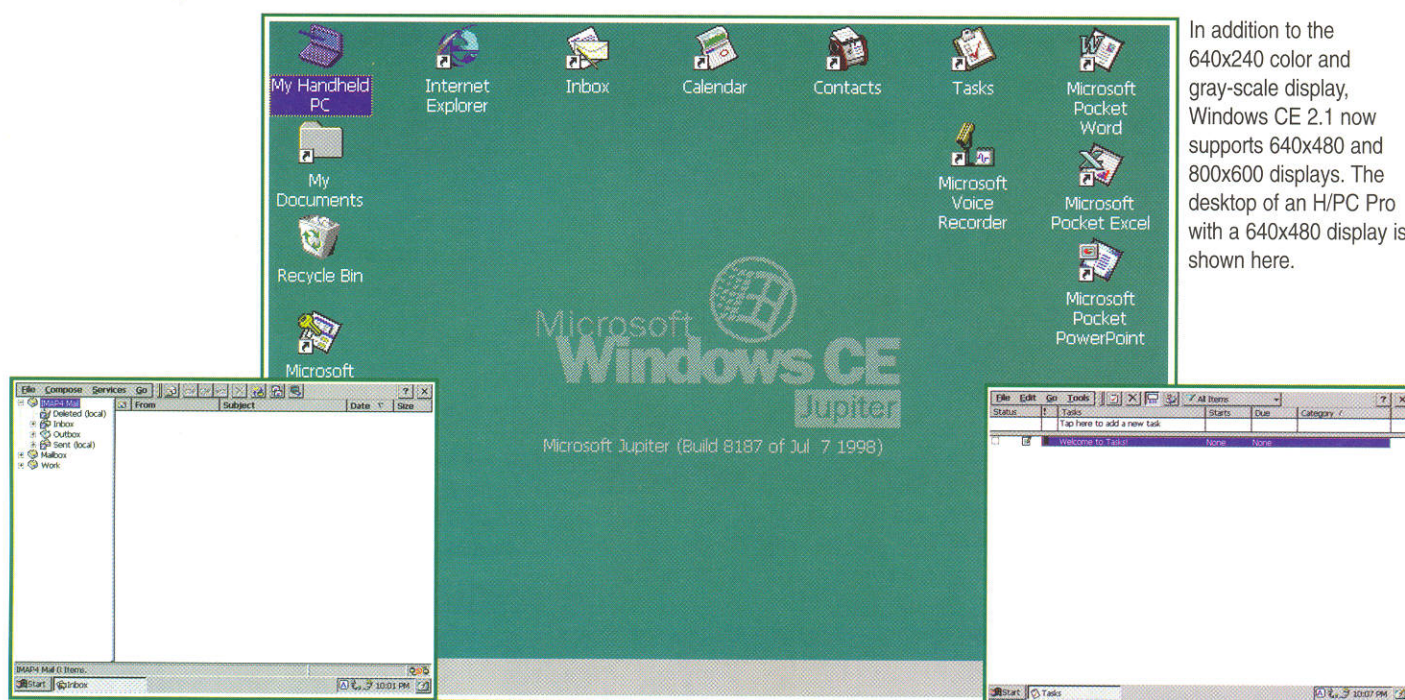 My Handheld
PC
Internet
Explorer
Inbox
Calendar
Contacts
Tasks
Microsoft
Pocket
Word
My
Documents
Microsoft
Voice
Recorder
Microsoft
Pocket Excel
Recycle Bin
Microsoft
Pocket
PowerPoint
Microsoft
Microsoft
Windows CE
Jupiter
Microsoft Jupiter (Build 8187 of Jul 7 1998)
In addition to the
640x240 color and
gray-scale display,
Windows CE 2.1 now
supports 640x480 and
800x600 displays. The
desktop of an H/PC Pro
with a 640x480 display is
shown here.
File Compose Services Go ? X
IMAP4 Mail From Subject Date Size
Deleted (local)
Inbox
Outbox
Sent (local)
Mailbox
Work
IMAP4 Mail 0 Items.
Start Inbox 10:01 PM
File Edit Go Tools All Items ? X
Status ! Tasks Starts Due Category
Tap here to add a new task
Welcome to Tasks! None None
Start Tasks 10:07 PM